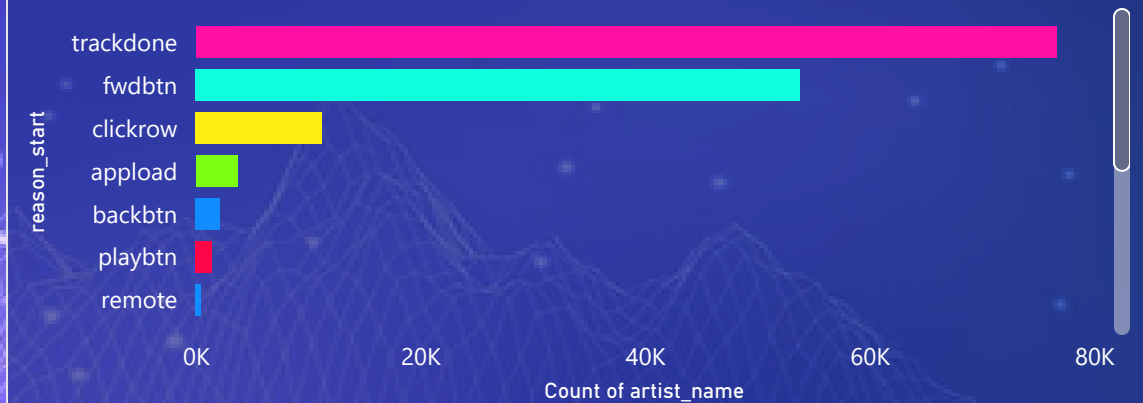 reason_start
trackdone
fwdbtn
clickrow
appload
backbtn
playbtn
remote
0K 20K 40K 60K 80K
Count of artist_name